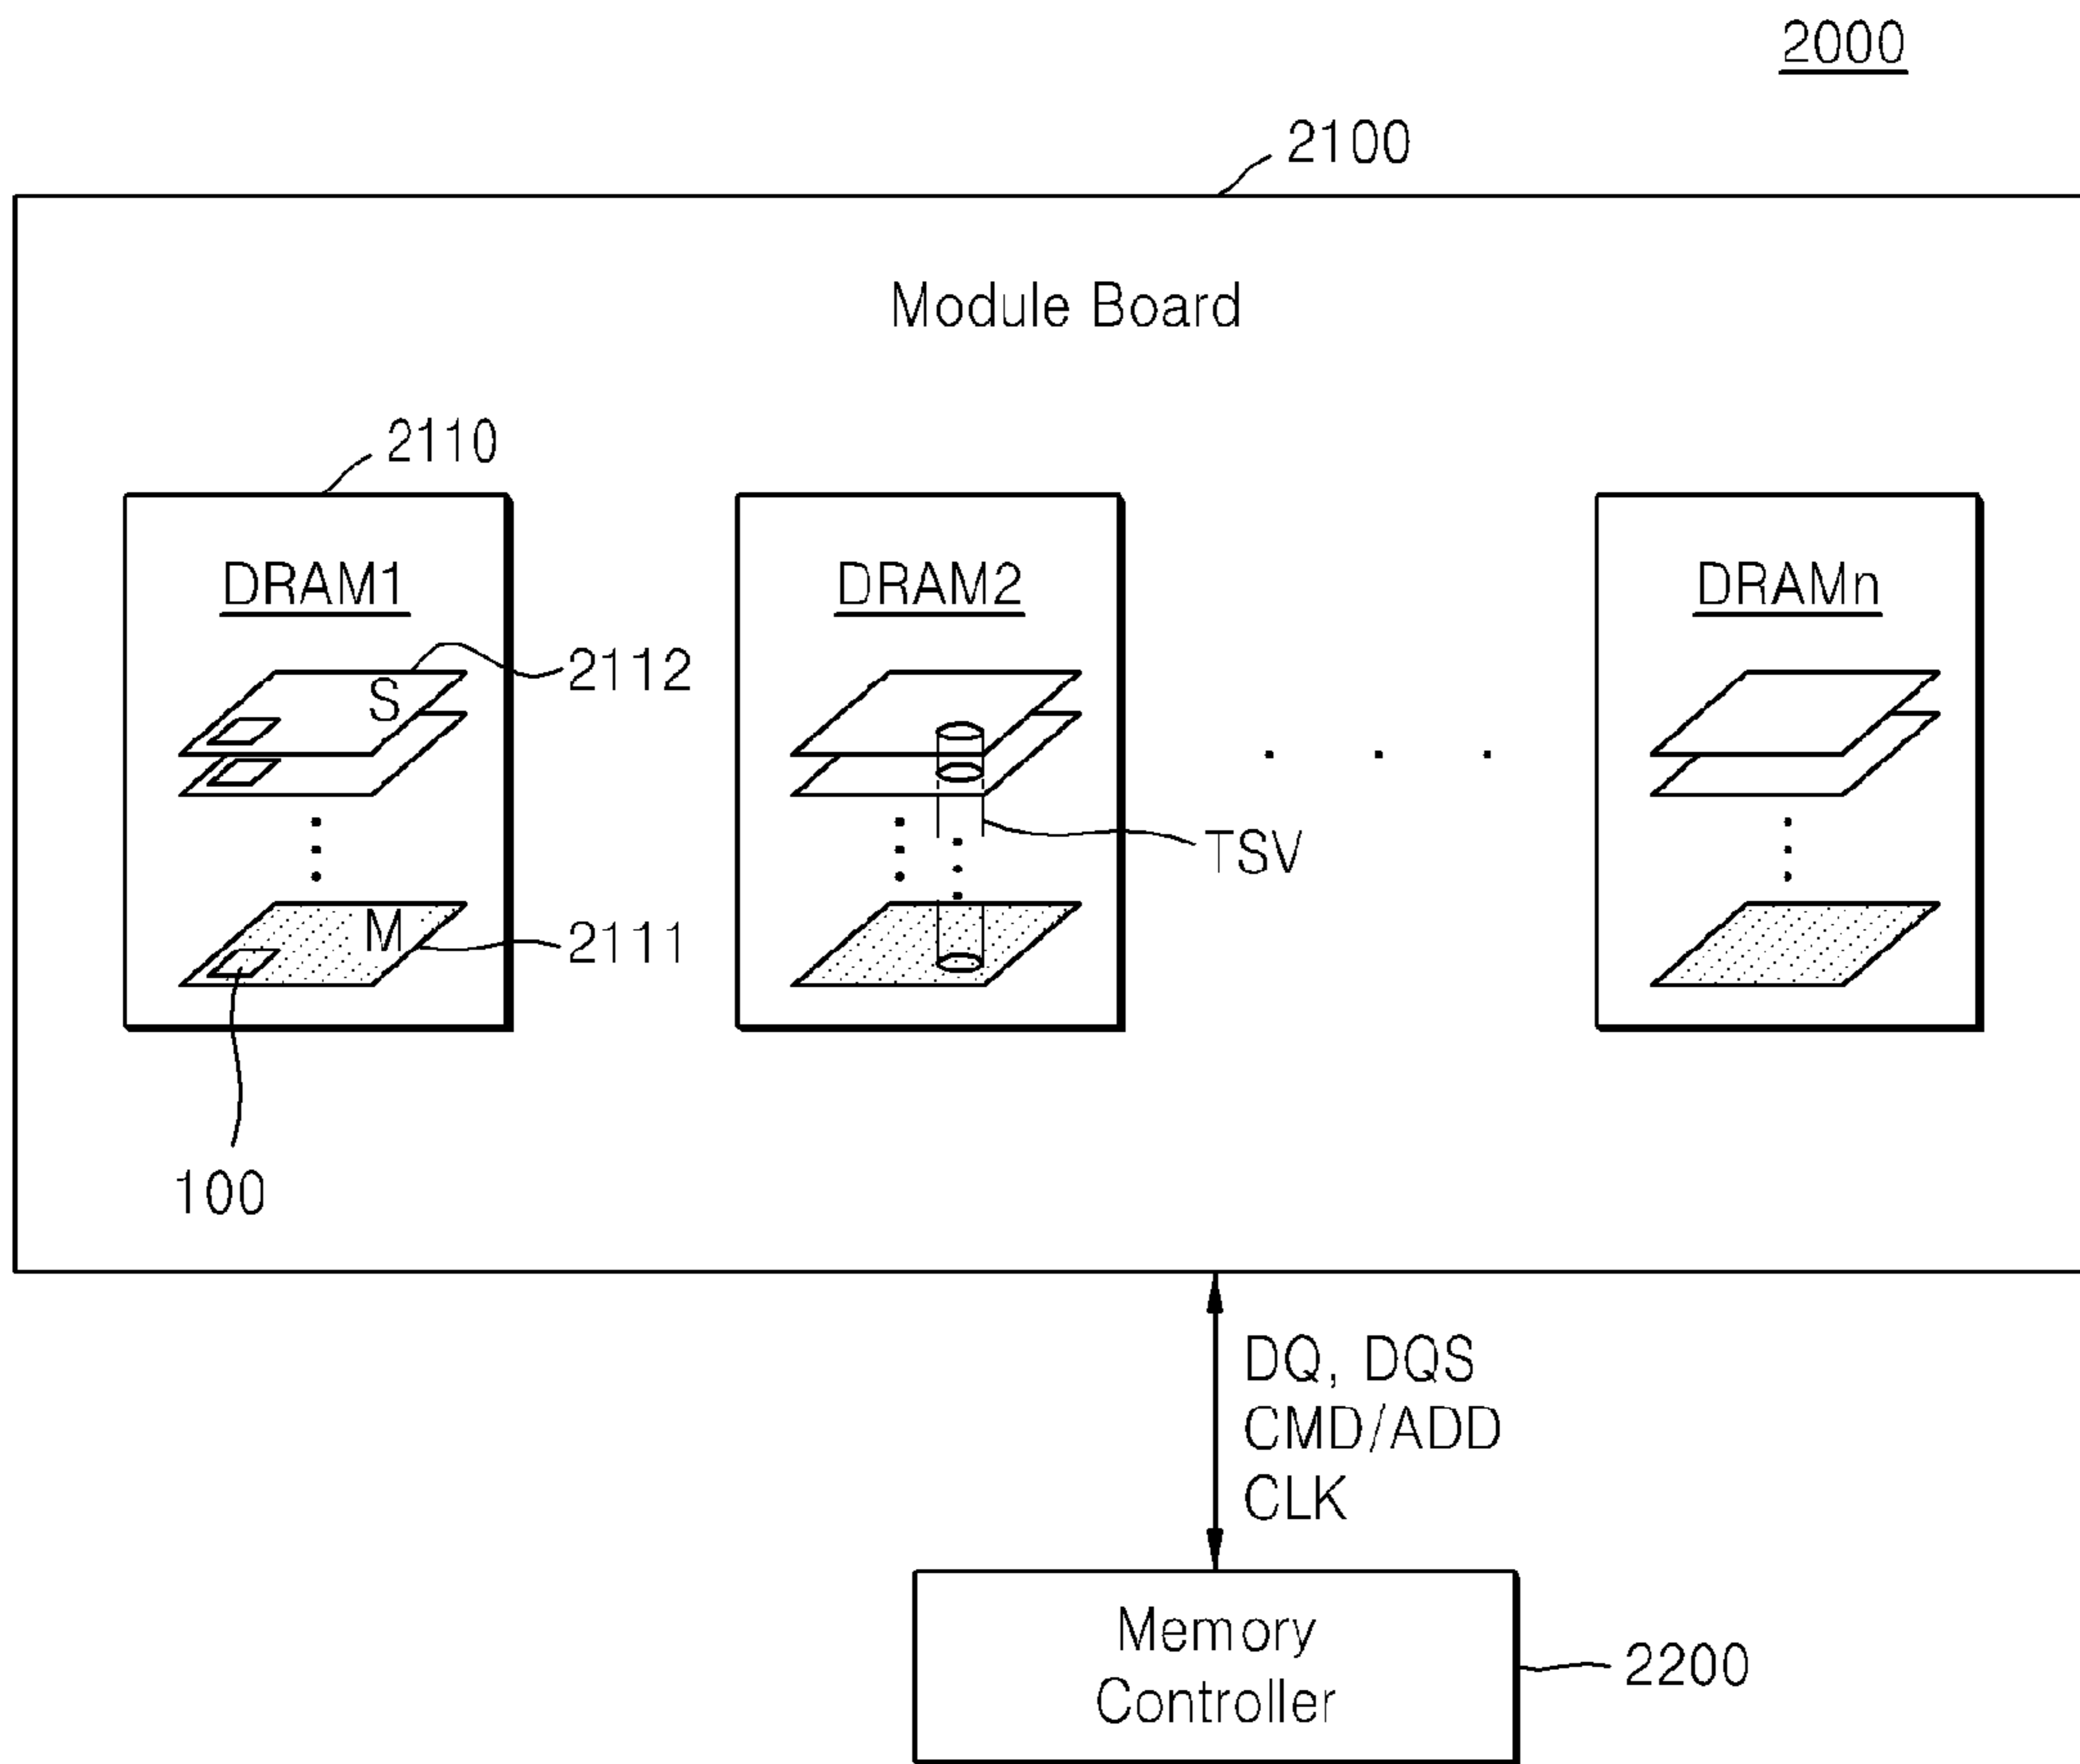 2000
2100
Module Board
2110
DRAM1
DRAM2
DRAMn
S
2112
TSV
M
2111
100
DQ, DQS
CMD/ADD
CLK
Memory
Controller
2200